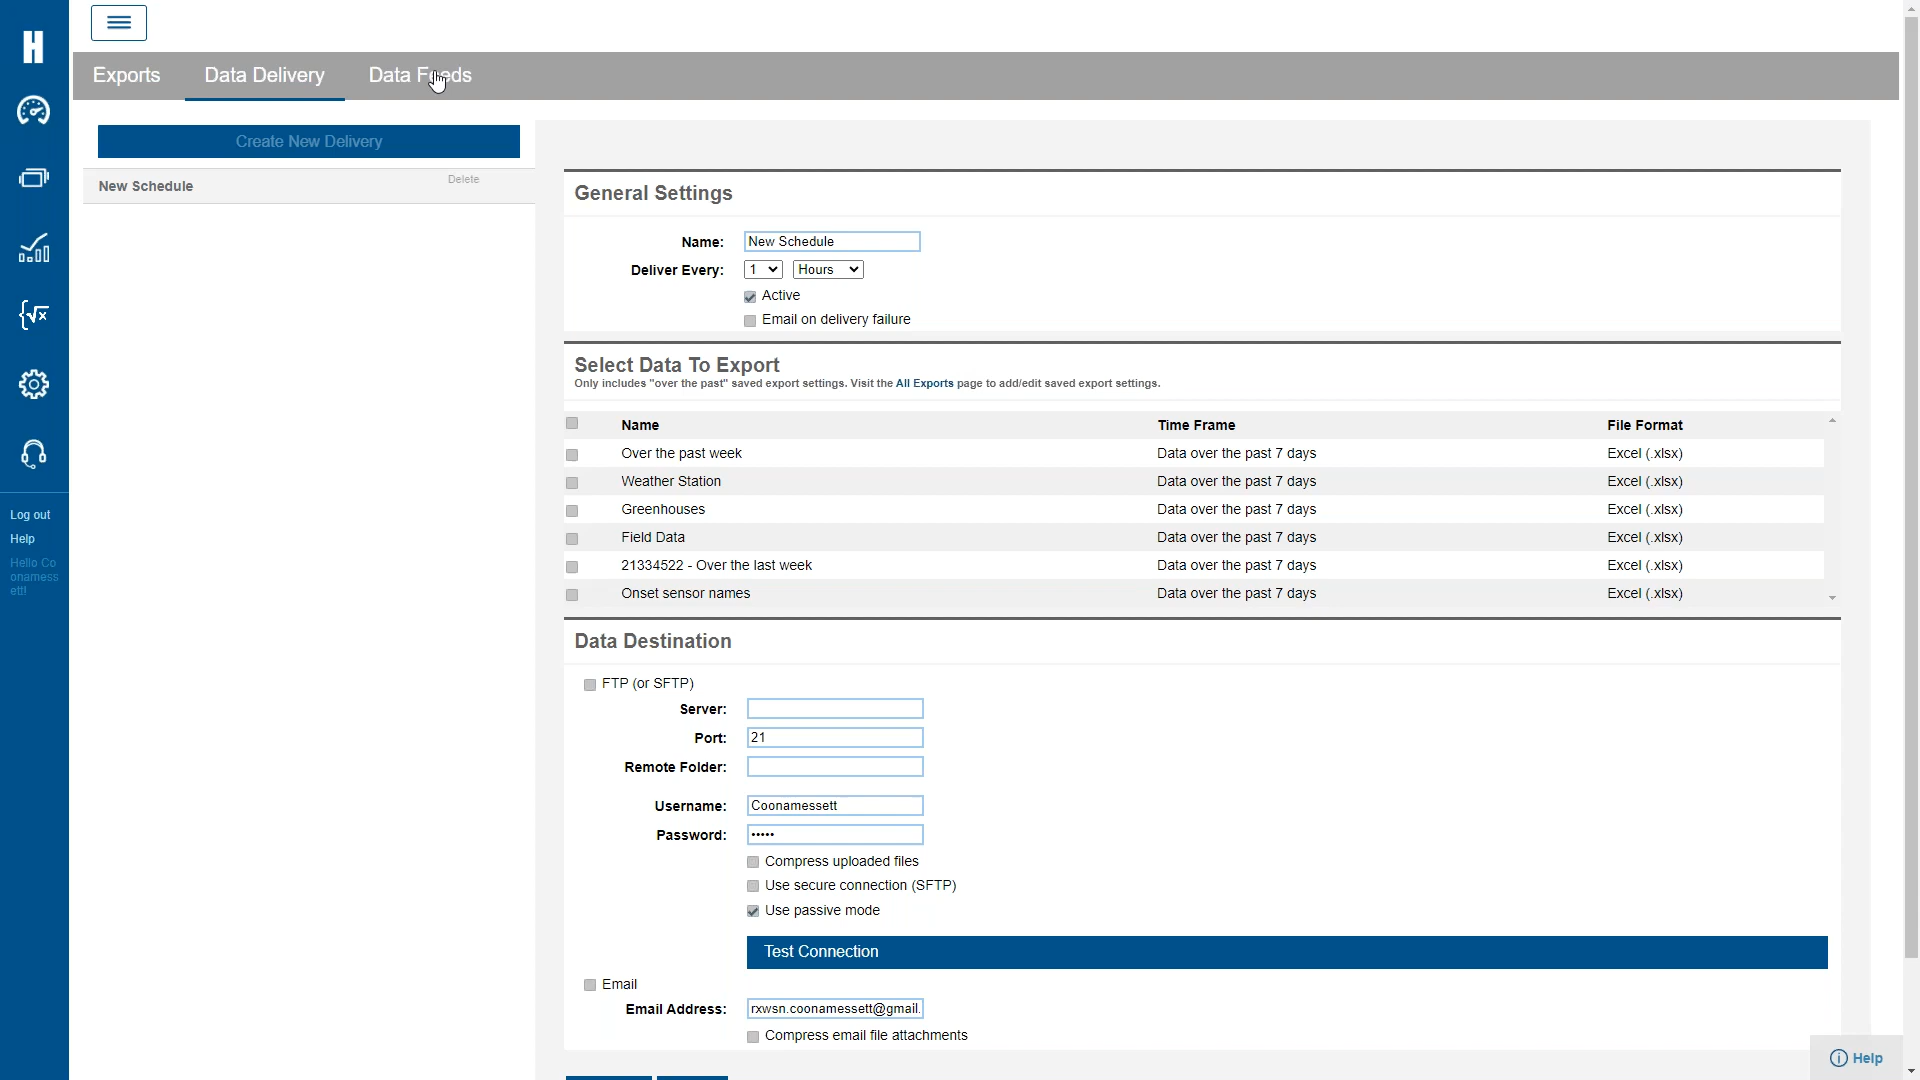 H
Exports Data Delivery Data Feeds
Create New Delivery
New Schedule Delete
General Settings
Name: New Schedule
Deliver Every: 1 Hours
Active
Email on delivery failure
Select Data To Export
Only includes "over the past" saved export settings. Visit the All Exports page to add/edit saved export settings.
Name Time Frame File Format
Over the past week Data over the past 7 days Excel (.xlsx)
Weather Station Data over the past 7 days Excel (.xlsx)
Greenhouses Data over the past 7 days Excel (.xlsx)
Field Data Data over the past 7 days Excel (.xlsx)
21334522 - Over the last week Data over the past 7 days Excel (.xlsx)
Onset sensor names Data over the past 7 days Excel (.xlsx)
Data Destination
FTP (or SFTP)
Server:
Port: 21
Remote Folder:
Username: Coonamessett
Password: •••••
Compress uploaded files
Use secure connection (SFTP)
Use passive mode
Test Connection
Email
Email Address: rxwsn.coonamessett@gmail.
Compress email file attachments
Log out
Help
Hello Co
onamess
ett!
Help